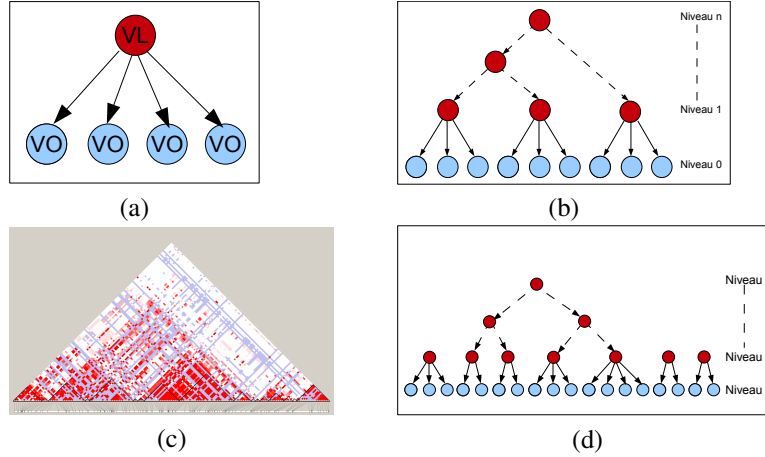 VL
VO VO VO VO
(a)
Niveau n
Niveau 1
Niveau 0
(b)
(c)
Niveau
Niveau
Niveau
(d)